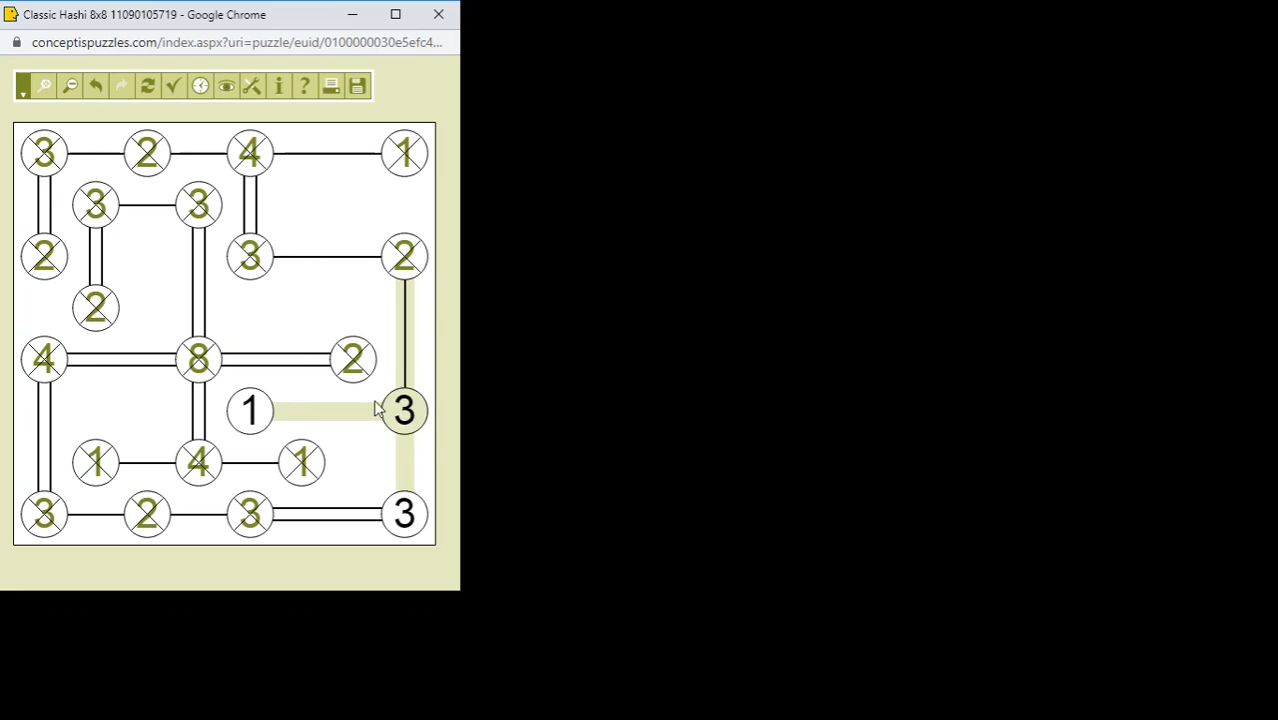 Classic Hashi 8x8 11090105719 - Google Chrome
conceptispuzzles.com/index.aspx?uri=puzzle/euid/0100000030e5efc4...
i ?
3 2 4 1
3 3
2 3 2
2
4 8 2
1 3
1 4 1
3 2 3 3